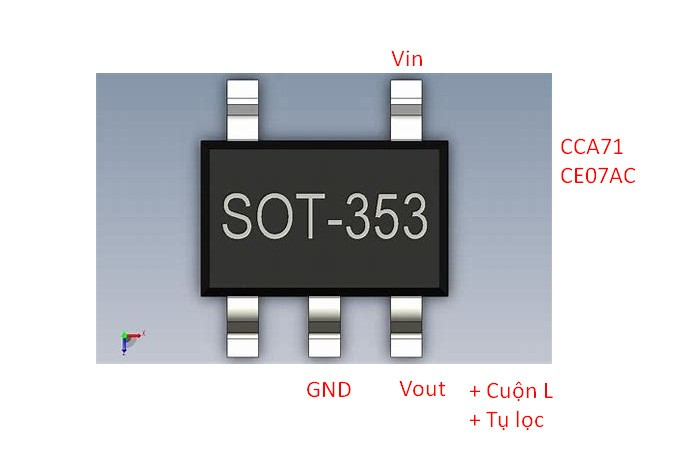 Vin
CCA71
CE07AC
SOT-353
GND
Vout
+ Cuộn L
+ Tụ lọc